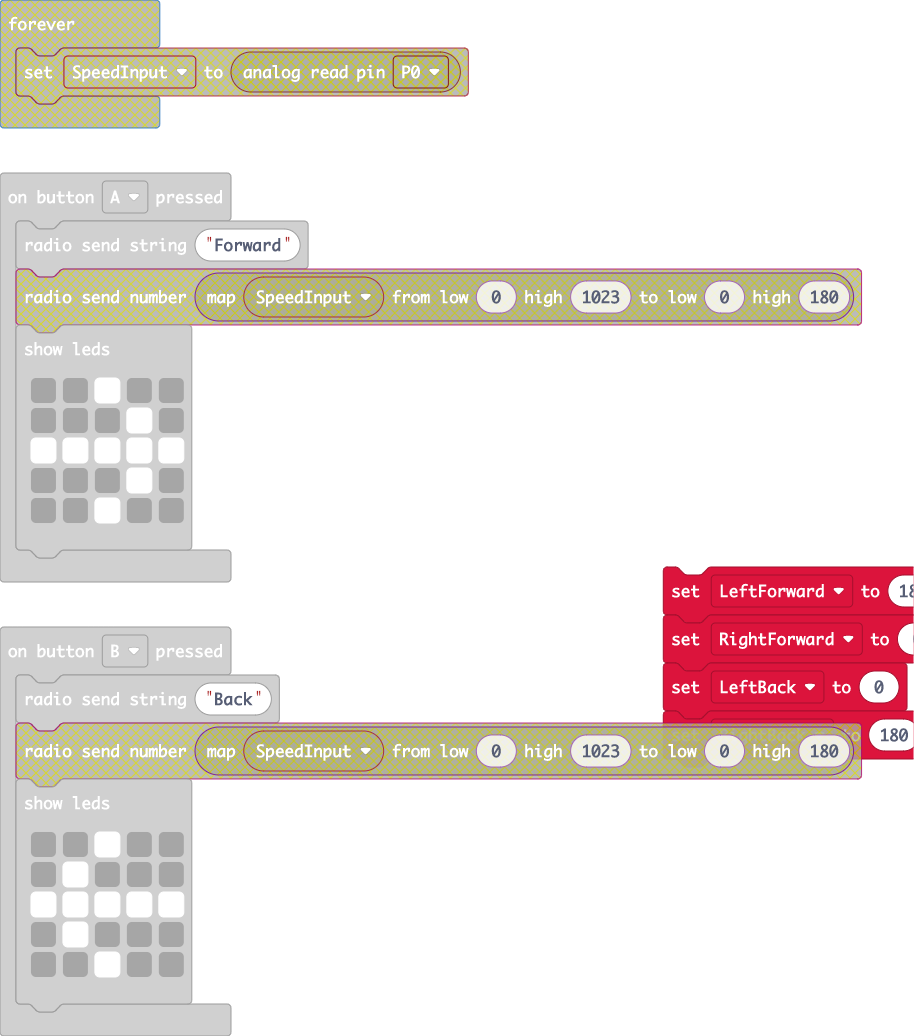 forever
set SpeedInput to analog read pin P0
on button A pressed
radio send string "Forward"
radio send number map SpeedInput from low 0 high 1023 to low 0 high 180
show leds
set LeftForward to
set RightForward to
on button B pressed
radio send string "Back"
set LeftBack to 0
180
radio send number map SpeedInput from low 0 high 1023 to low 0 high 180
show leds